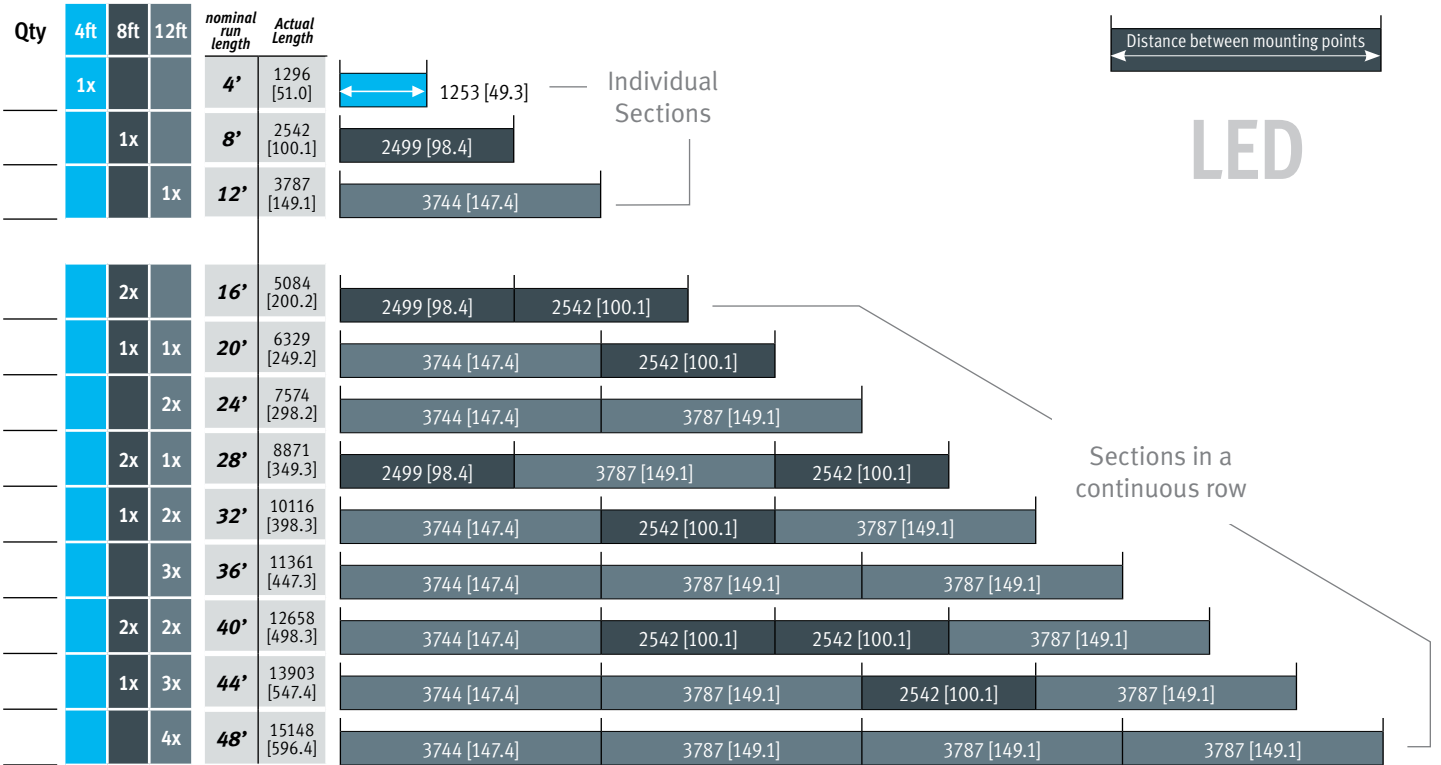 Qty 4ft 8ft 12ft nominal run length Actual Length
Distance between mounting points
LED
1x 4’ 1296 [51.0] 1253 [49.3]
Individual
Sections
1x 8’ 2542 [100.1] 2499 [98.4]
1x 12’ 3787 [149.1] 3744 [147.4]
2x 16’ 5084 [200.2] 2499 [98.4] 2542 [100.1]
1x 1x 20’ 6329 [249.2] 3744 [147.4] 2542 [100.1]
2x 24’ 7574 [298.2] 3744 [147.4] 3787 [149.1]
2x 1x 28’ 8871 [349.3] 2499 [98.4] 3787 [149.1] 2542 [100.1]
Sections in a
continuous row
1x 2x 32’ 10116 [398.3] 3744 [147.4] 2542 [100.1] 3787 [149.1]
3x 36’ 11361 [447.3] 3744 [147.4] 3787 [149.1] 3787 [149.1]
2x 2x 40’ 12658 [498.3] 3744 [147.4] 2542 [100.1] 2542 [100.1] 3787 [149.1]
1x 3x 44’ 13903 [547.4] 3744 [147.4] 3787 [149.1] 2542 [100.1] 3787 [149.1]
4x 48’ 15148 [596.4] 3744 [147.4] 3787 [149.1] 3787 [149.1] 3787 [149.1]